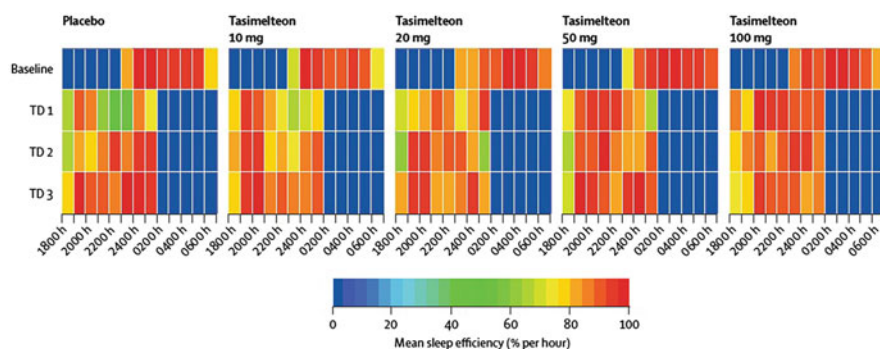 Placebo
Tasimelteon
10 mg
Tasimelteon
20 mg
Tasimelteon
50 mg
Tasimelteon
100 mg
Baseline
TD 1
TD 2
TD 3
1800 h 2000 h 2200 h 2400 h 0200 h 0400 h 0600 h 1800 h 2000 h 2200 h 2400 h 0200 h 0400 h 0600 h 1800 h 2000 h 2200 h 2400 h 0200 h 0400 h 0600 h 1800 h 2000 h 2200 h 2400 h 0200 h 0400 h 0600 h 1800 h 2000 h 2200 h 2400 h 0200 h 0400 h 0600 h
0 20 40 60 80 100
Mean sleep efficiency (% per hour)